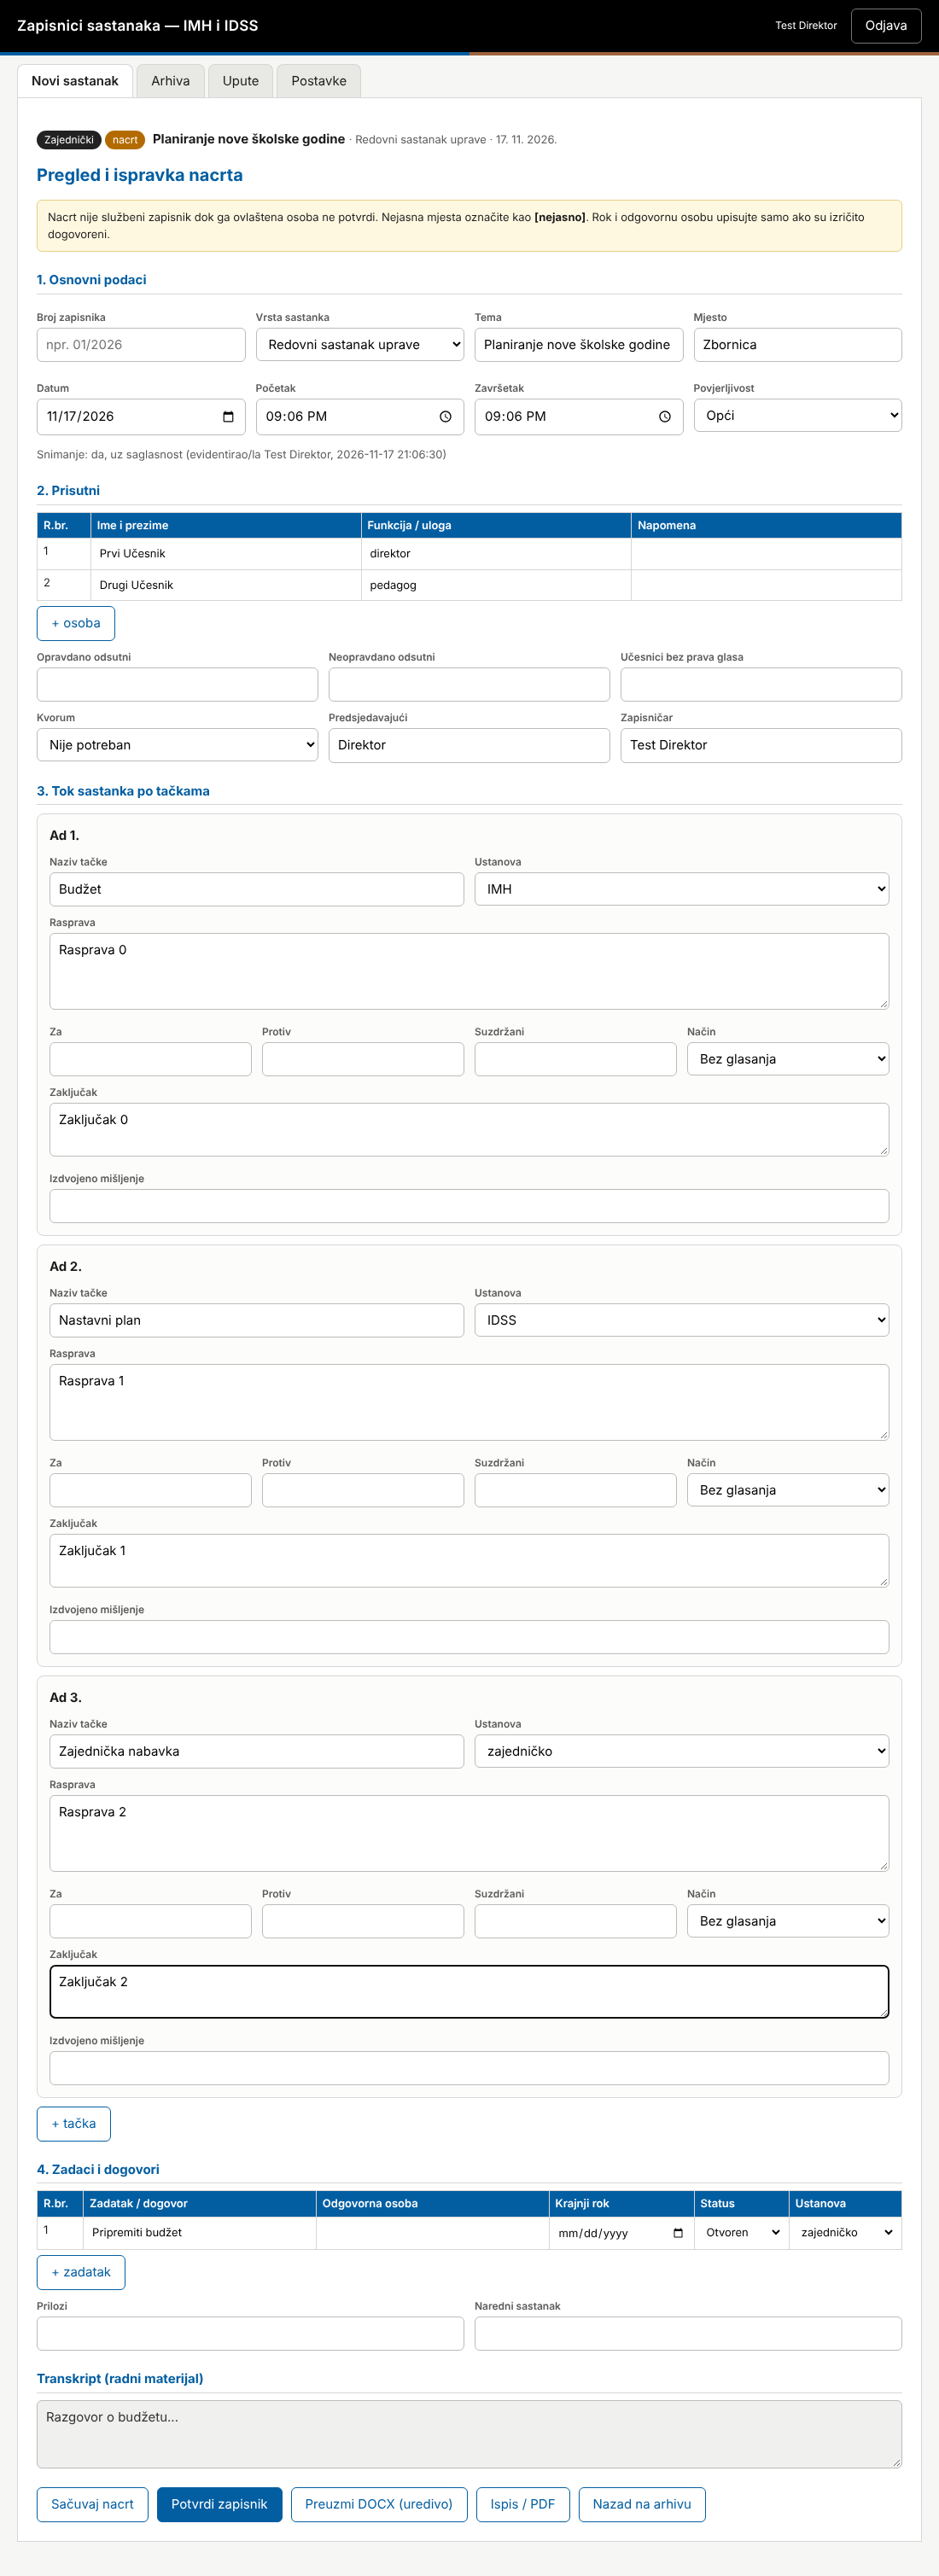 Zapisnici sastanaka — IMH i IDSS
Test Direktor
Odjava
Novi sastanak
Arhiva
Upute
Postavke
Zajednički nacrt Planiranje nove školske godine · Redovni sastanak uprave · 17. 11. 2026.
Pregled i ispravka nacrta
Nacrt nije službeni zapisnik dok ga ovlaštena osoba ne potvrdi. Nejasna mjesta označite kao [nejasno]. Rok i odgovornu osobu upisujte samo ako su izričito
dogovoreni.
1. Osnovni podaci
Broj zapisnika Vrsta sastanka Tema Mjesto
npr. 01/2026 Redovni sastanak uprave Planiranje nove školske godine Zbornica
Datum Početak Završetak Povjerljivost
11/17/2026 09:06 PM 09:06 PM Opći
Snimanje: da, uz saglasnost (evidentirao/la Test Direktor, 2026-11-17 21:06:30)
2. Prisutni
R.br. Ime i prezime Funkcija / uloga Napomena
1 Prvi Učesnik direktor
2 Drugi Učesnik pedagog
+ osoba
Opravdano odsutni Neopravdano odsutni Učesnici bez prava glasa
Kvorum Predsjedavajući Zapisničar
Nije potreban Direktor Test Direktor
3. Tok sastanka po tačkama
Ad 1.
Naziv tačke Ustanova
Budžet IMH
Rasprava
Rasprava 0
Za Protiv Suzdržani Način
Bez glasanja
Zaključak
Zaključak 0
Izdvojeno mišljenje
Ad 2.
Naziv tačke Ustanova
Nastavni plan IDSS
Rasprava
Rasprava 1
Za Protiv Suzdržani Način
Bez glasanja
Zaključak
Zaključak 1
Izdvojeno mišljenje
Ad 3.
Naziv tačke Ustanova
Zajednička nabavka zajedničko
Rasprava
Rasprava 2
Za Protiv Suzdržani Način
Bez glasanja
Zaključak
Zaključak 2
Izdvojeno mišljenje
+ tačka
4. Zadaci i dogovori
R.br. Zadatak / dogovor Odgovorna osoba Krajnji rok Status Ustanova
1 Pripremiti budžet mm/dd/yyyy Otvoren zajedničko
+ zadatak
Prilozi Naredni sastanak
Transkript (radni materijal)
Razgovor o budžetu...
Sačuvaj nacrt
Potvrdi zapisnik
Preuzmi DOCX (uredivo)
Ispis / PDF
Nazad na arhivu